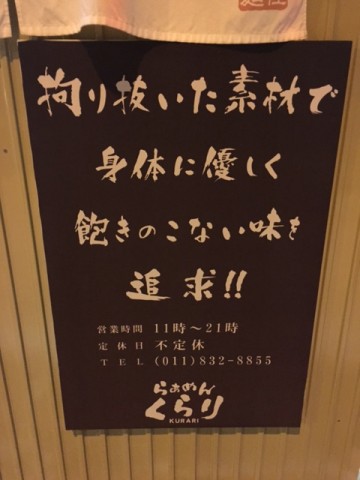 拘り抜いた素材で
身体に優しく
飽きのこない味を
追求!!
営業時間 11時〜21時
定休日 不定休
TEL (011)832-8855
らぁめん
くらり
KURARI